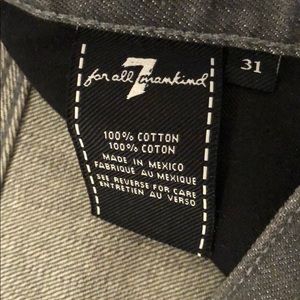 7
for all mankind
31
100% COTTON
100% COTON
MADE IN MEXICO
FABRIQUE AU MEXIQUE
SEE REVERSE FOR CARE
ENTRETIEN AU VERSO